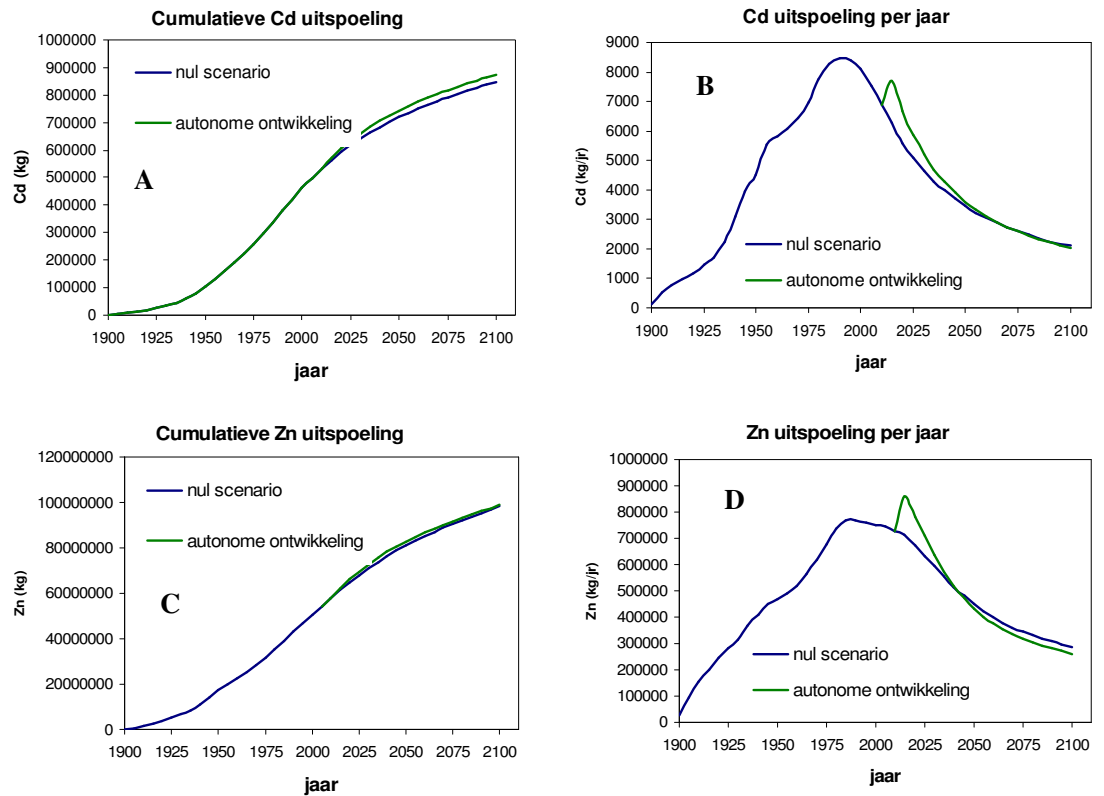 Cumulatieve Cd uitspoeling
1000000
900000
800000
700000
600000
500000
400000
300000
200000
100000
0
Cd (kg)
nul scenario
autonome ontwikkeling
A
1900 1925 1950 1975 2000 2025 2050 2075 2100
jaar
Cd uitspoeling per jaar
9000
8000
7000
6000
5000
4000
3000
2000
1000
0
Cd (kg/jr)
B
nul scenario
autonome ontwikkeling
1900 1925 1950 1975 2000 2025 2050 2075 2100
jaar
Cumulatieve Zn uitspoeling
120000000
100000000
80000000
60000000
40000000
20000000
0
Zn (kg)
nul scenario
autonome ontwikkeling
C
1900 1925 1950 1975 2000 2025 2050 2075 2100
jaar
Zn uitspoeling per jaar
1000000
900000
800000
700000
600000
500000
400000
300000
200000
100000
0
Zn (kg/jr)
D
nul scenario
autonome ontwikkeling
1900 1925 1950 1975 2000 2025 2050 2075 2100
jaar